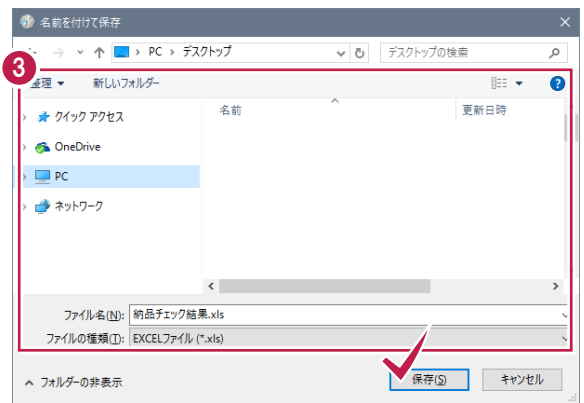 名前を付けて保存
PC › デスクトップ デスクトップの検索
3
整理 新しいフォルダー
名前 更新日時
クイック アクセス
OneDrive
PC
ネットワーク
ファイル名(N): 納品チェック結果.xls
ファイルの種類(T): EXCELファイル (*.xls)
フォルダーの非表示 保存(S) キャンセル